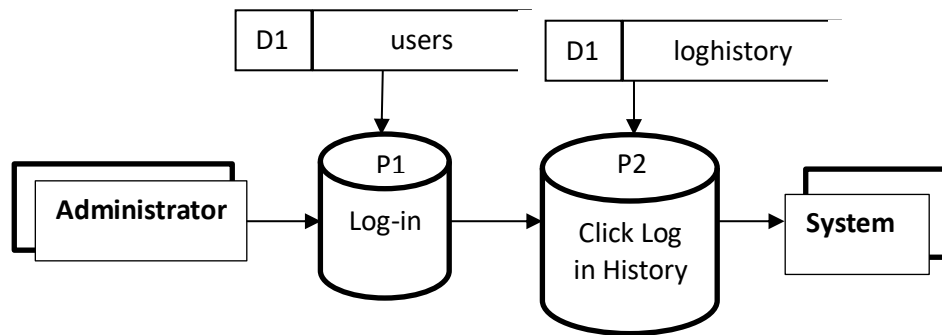 D1 users
D1 loghistory
P1
P2
Administrator
Log-in
Click Log
in History
System